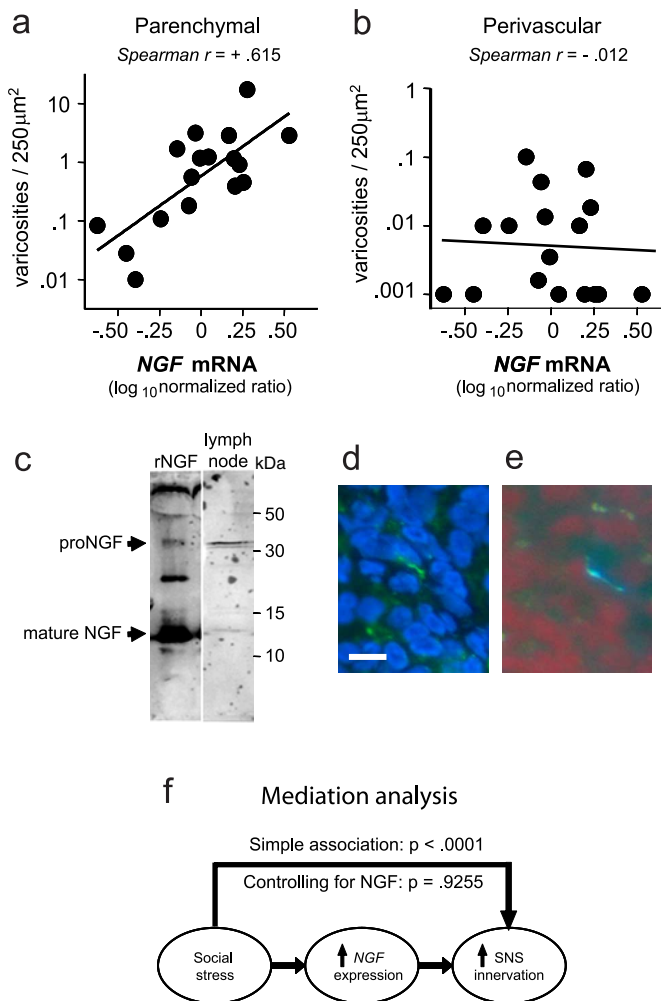 a
Parenchymal
Spearman r = + .615
varicosities / 250µm²
10
1
.1
.01
-.50
-.25
0
.25
.50
NGF mRNA
(log 10 normalized ratio)
b
Perivascular
Spearman r = - .012
varicosities / 250µm²
1
.1
.01
.001
-.50
-.25
0
.25
.50
NGF mRNA
(log 10 normalized ratio)
c
rNGF
lymph
node
kDa
50
proNGF
30
15
mature NGF
10
d
e
f
Mediation analysis
Simple association: p < .0001
Controlling for NGF: p = .9255
Social
stress
NGF
expression
SNS
innervation